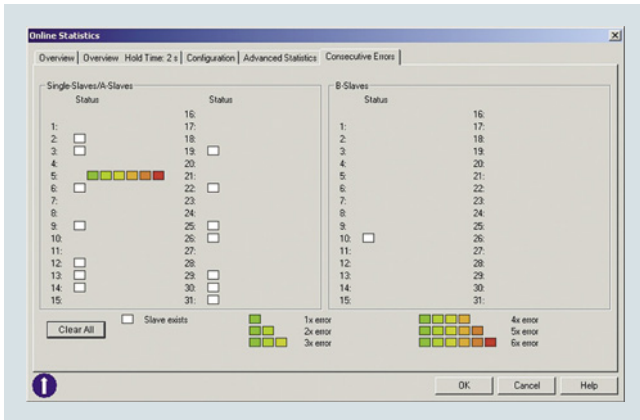 Online Statistics
Overview Overview Hold Time: 2 s Configuration Advanced Statistics Consecutive Errors
Single-Slaves/A-Slaves B-Slaves
Status Status Status
16: 16:
1: 17: 1: 17:
2: 18: 2: 18:
3: 19: 3: 19:
4: 20: 4: 20:
5: 21: 5: 21:
6: 22: 6: 22:
7: 23: 7: 23:
8: 24: 8: 24:
9: 25: 9: 25:
10: 26: 10: 26:
11: 27: 11: 27:
12: 28: 12: 28:
13: 29: 13: 29:
14: 30: 14: 30:
15: 31: 15: 31:
Clear All Slave exists 1x error 4x error
2x error 5x error
3x error 6x error
OK Cancel Help